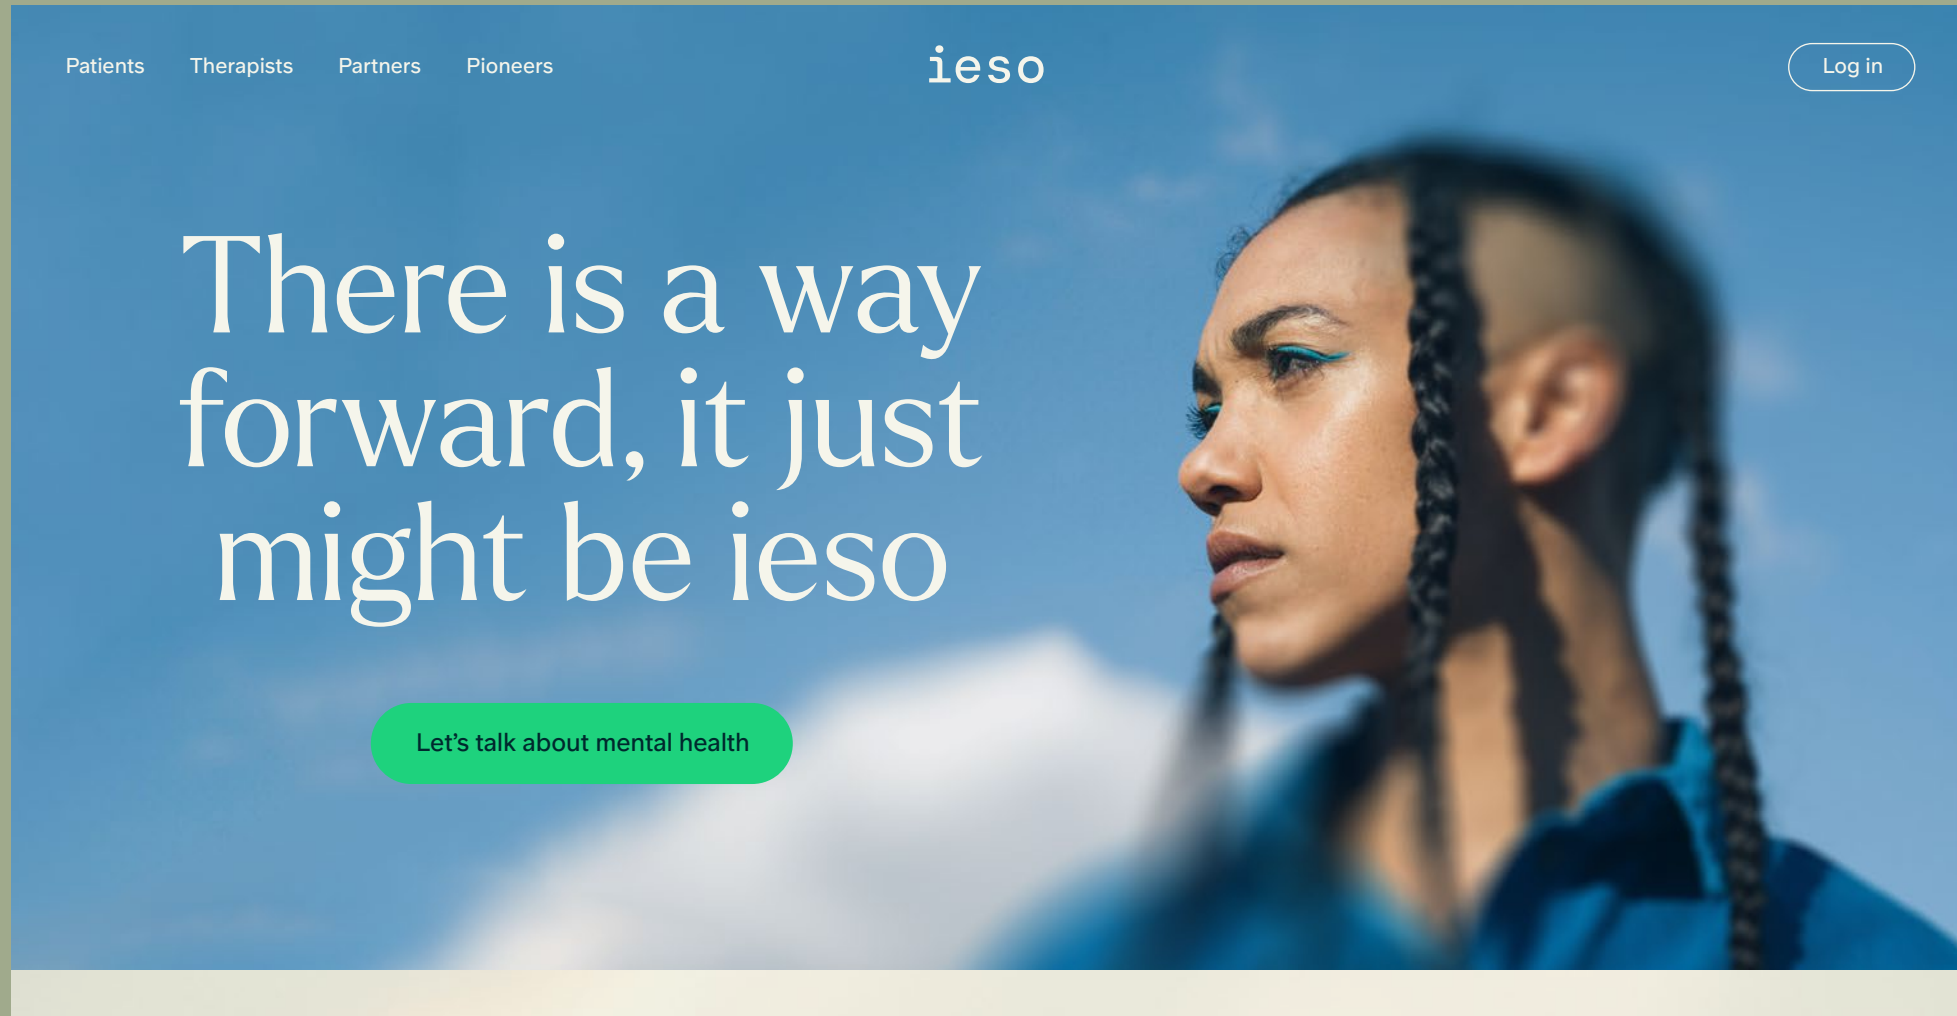 Patients Therapists Partners Pioneers ieso Log in
There is a way
forward, it just
might be ieso
Let’s talk about mental health